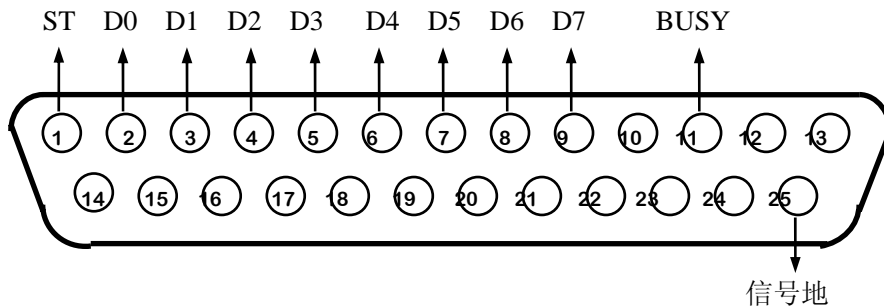 ST D0 D1 D2 D3 D4 D5 D6 D7 BUSY
1 2 3 4 5 6 7 8 9 10 11 12 13
14 15 16 17 18 19 20 21 22 23 24 25
信号地